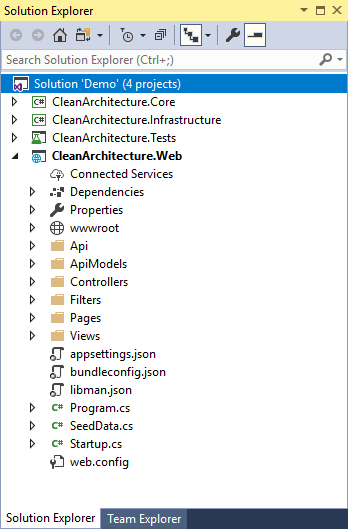 Solution Explorer
Search Solution Explorer (Ctrl+;)
Solution 'Demo' (4 projects)
C# CleanArchitecture.Core
C# CleanArchitecture.Infrastructure
CleanArchitecture.Tests
CleanArchitecture.Web
Connected Services
Dependencies
Properties
wwwroot
Api
ApiModels
Controllers
Filters
Pages
Views
appsettings.json
bundleconfig.json
libman.json
C# Program.cs
C# SeedData.cs
C# Startup.cs
web.config
Solution Explorer Team Explorer